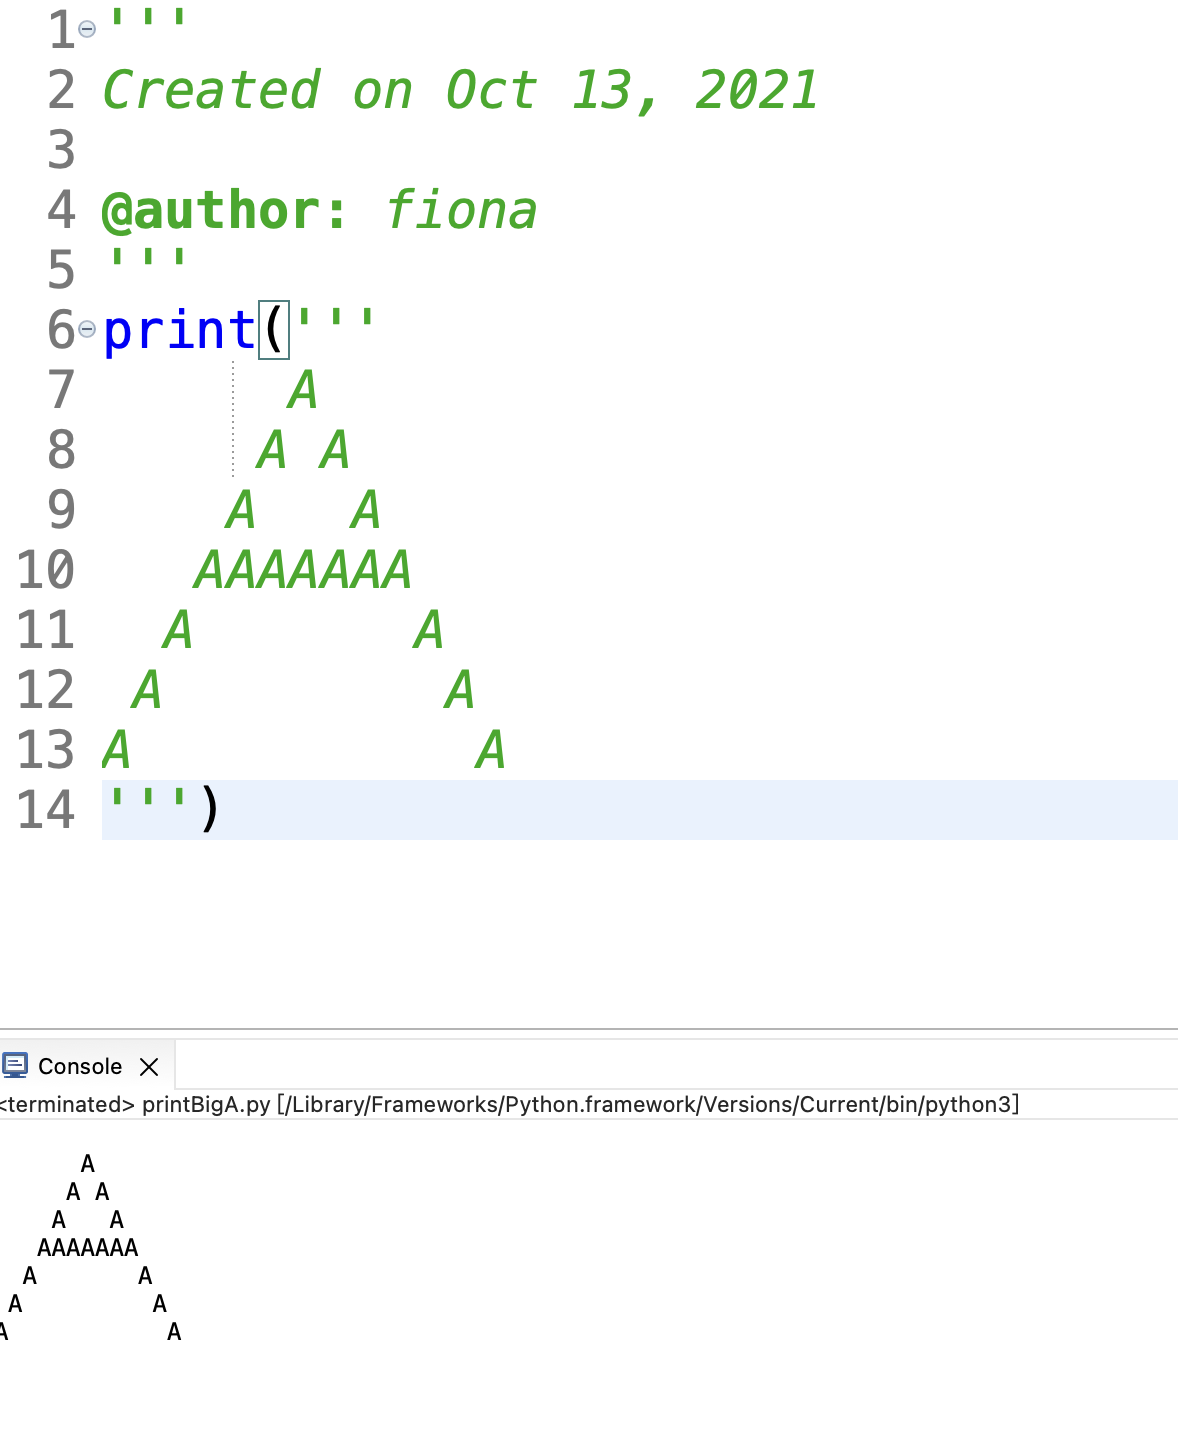 1 '''
2 Created on Oct 13, 2021
3
4 @author: fiona
5 '''
6 print('''
7       A
8      A A
9     A   A
10    AAAAAAA
11   A       A
12  A         A
13 A           A
14 ''')
Console
<terminated> printBigA.py [/Library/Frameworks/Python.framework/Versions/Current/bin/python3]
      A
     A A
    A   A
   AAAAAAA
  A       A
 A         A
A           A